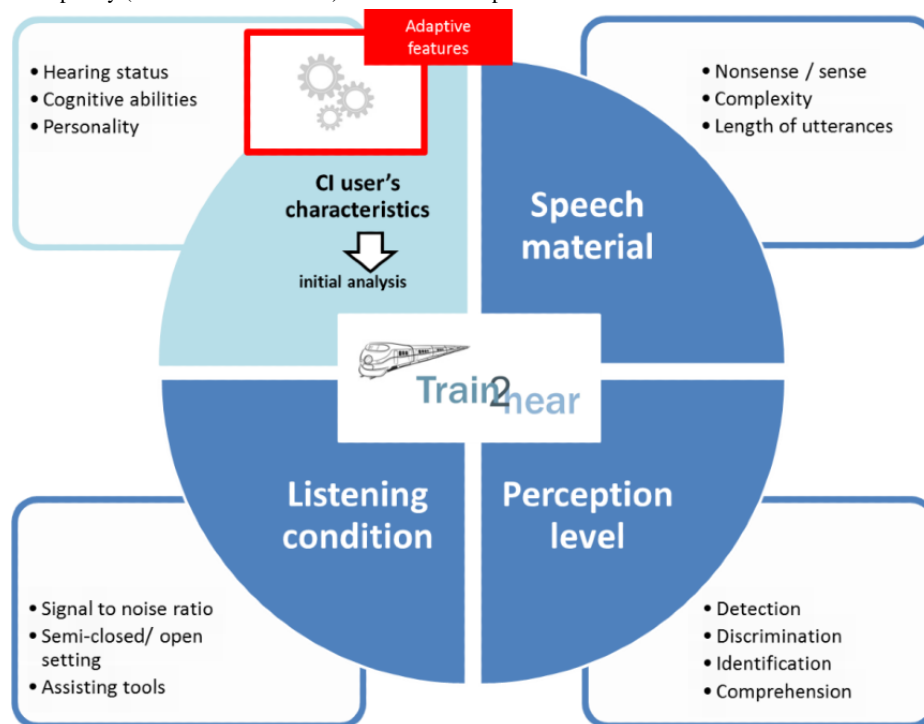 Adaptive
features
• Hearing status
• Cognitive abilities
• Personality
• Nonsense / sense
• Complexity
• Length of utterances
CI user's
characteristics
initial analysis
Speech
material
Train2hear
Listening
condition
Perception
level
• Signal to noise ratio
• Semi-closed/ open
setting
• Assisting tools
• Detection
• Discrimination
• Identification
• Comprehension